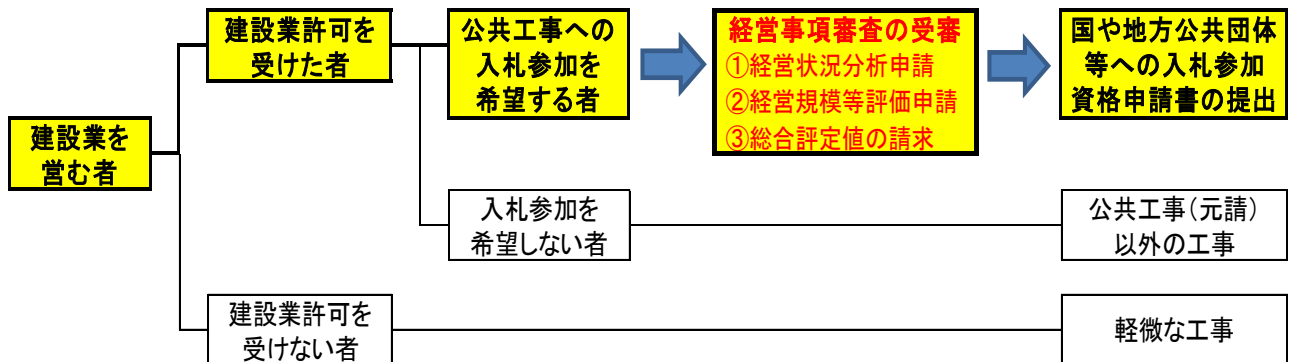 建設業を
営む者
建設業許可を
受けた者
公共工事への
入札参加を
希望する者
経営事項審査の受審
①経営状況分析申請
②経営規模等評価申請
③総合評定値の請求
国や地方公共団体
等への入札参加
資格申請書の提出
入札参加を
希望しない者
公共工事(元請)
以外の工事
建設業許可を
受けない者
軽微な工事